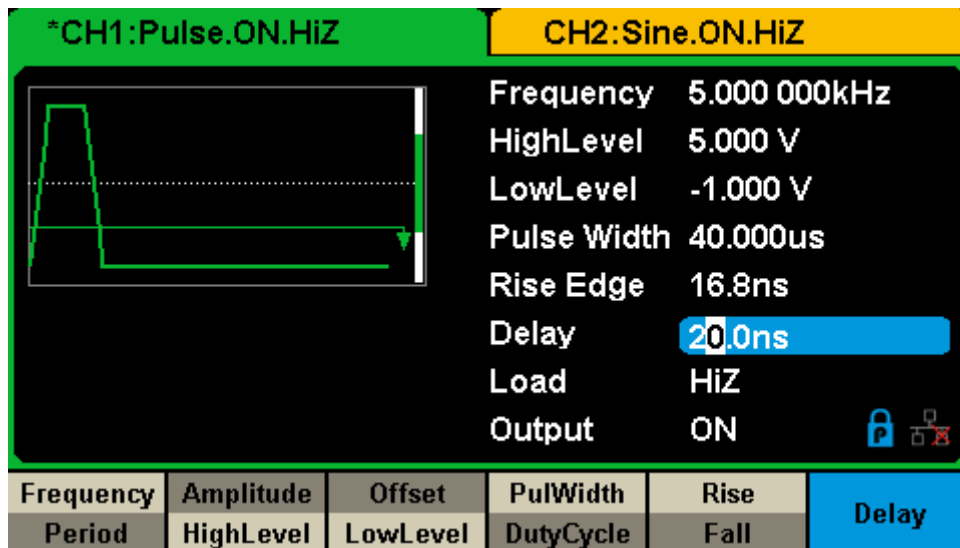 *CH1:Pulse.ON.HiZ CH2:Sine.ON.HiZ
Frequency 5.000 000kHz
HighLevel 5.000 V
LowLevel -1.000 V
Pulse Width 40.000us
Rise Edge 16.8ns
Delay 20.0ns
Load HiZ
Output ON P
Frequency Amplitude Offset PulWidth Rise Delay
Period HighLevel LowLevel DutyCycle Fall